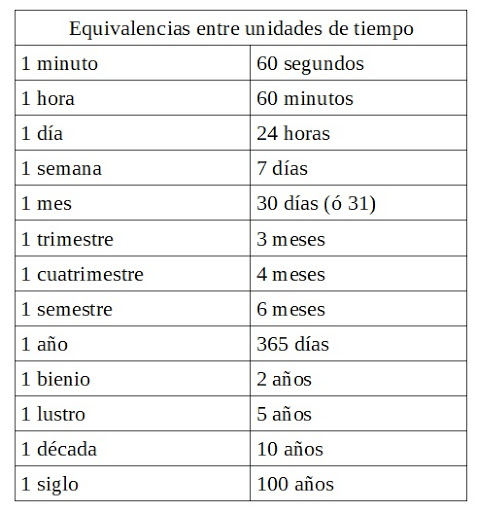 Equivalencias entre unidades de tiempo
1 minuto 60 segundos
1 hora 60 minutos
1 día 24 horas
1 semana 7 días
1 mes 30 días (ó 31)
1 trimestre 3 meses
1 cuatrimestre 4 meses
1 semestre 6 meses
1 año 365 días
1 bienio 2 años
1 lustro 5 años
1 década 10 años
1 siglo 100 años